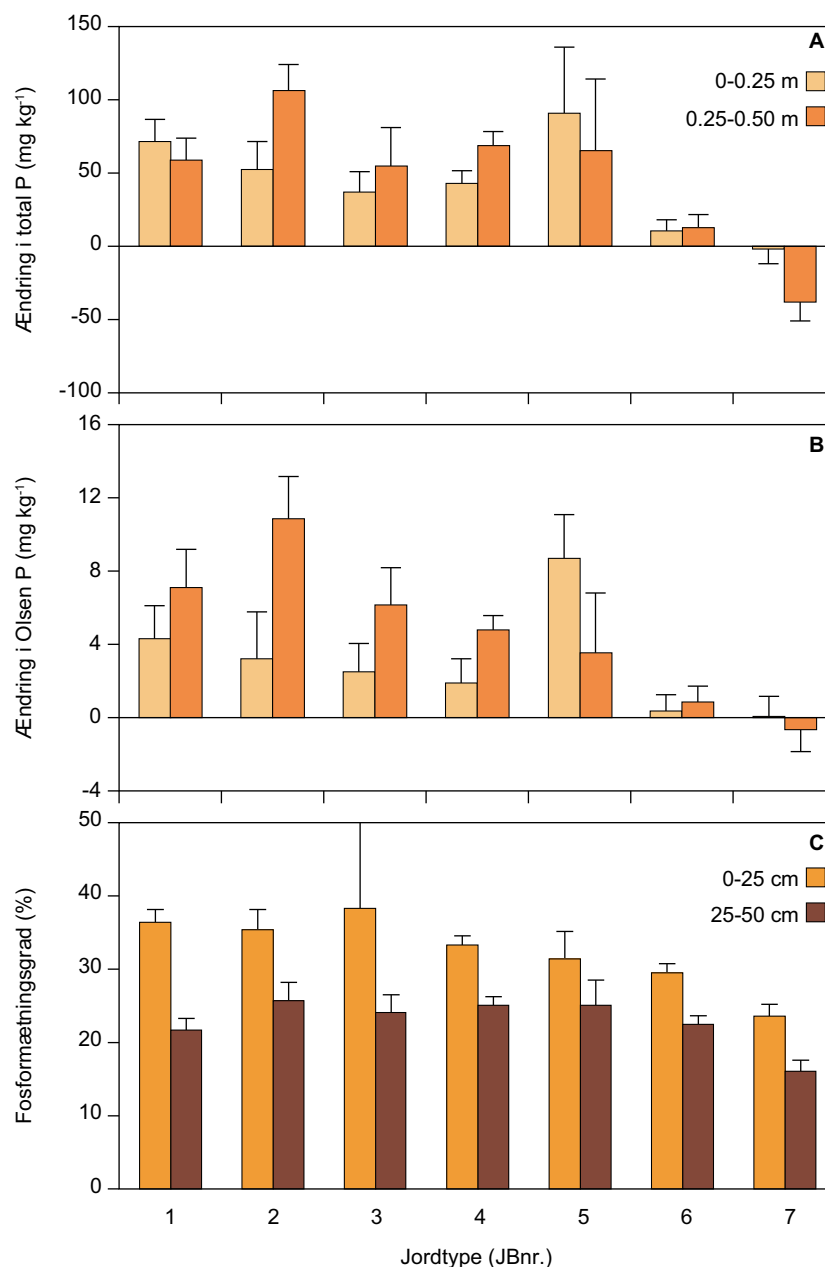 A
0-0.25 m
0.25-0.50 m
Ændring i total P (mg kg-1)
150
100
50
0
-50
-100
B
Ændring i Olsen P (mg kg-1)
16
12
8
4
0
-4
C
0-25 cm
25-50 cm
Fosformætningsgrad (%)
50
40
30
20
10
0
1 2 3 4 5 6 7
Jordtype (JBnr.)